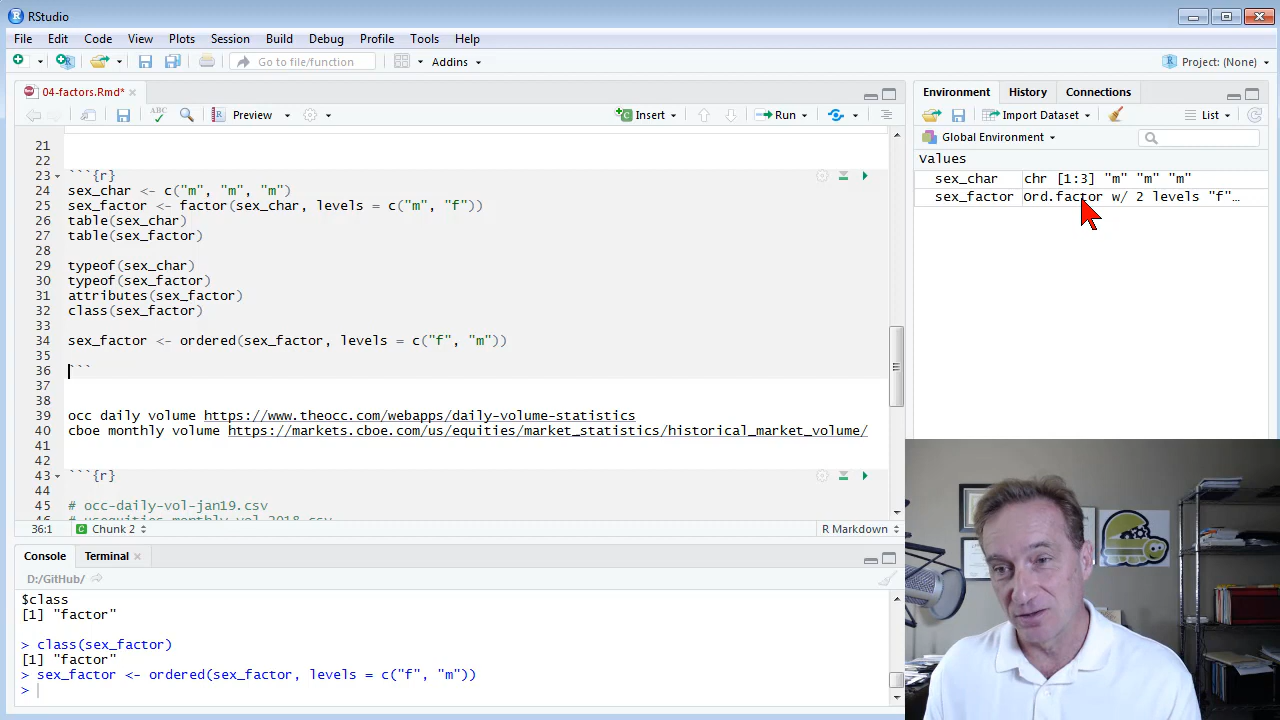 RStudio
File Edit Code View Plots Session Build Debug Profile Tools Help
Go to file/function Addins Project: (None)
04-factors.Rmd*
ABC Preview Insert Run
21
22
23 ```{r}
24 sex_char <- c("m", "m", "m")
25 sex_factor <- factor(sex_char, levels = c("m", "f"))
26 table(sex_char)
27 table(sex_factor)
28
29 typeof(sex_char)
30 typeof(sex_factor)
31 attributes(sex_factor)
32 class(sex_factor)
33
34 sex_factor <- ordered(sex_factor, levels = c("f", "m"))
35
36 ```
37
38
39 occ daily volume https://www.theocc.com/webapps/daily-volume-statistics
40 cboe monthly volume https://markets.cboe.com/us/equities/market_statistics/historical_market_volume/
41
42
43 ```{r}
44
45 # occ-daily-vol-jan19.csv
46 # usequities-monthly-vol-2018.csv
36:1 Chunk 2 R Markdown
Console Terminal
D:/GitHub/
$class
[1] "factor"
> class(sex_factor)
[1] "factor"
> sex_factor <- ordered(sex_factor, levels = c("f", "m"))
>
Environment History Connections
Import Dataset List
Global Environment
Values
sex_char chr [1:3] "m" "m" "m"
sex_factor Ord.factor w/ 2 levels "f"…